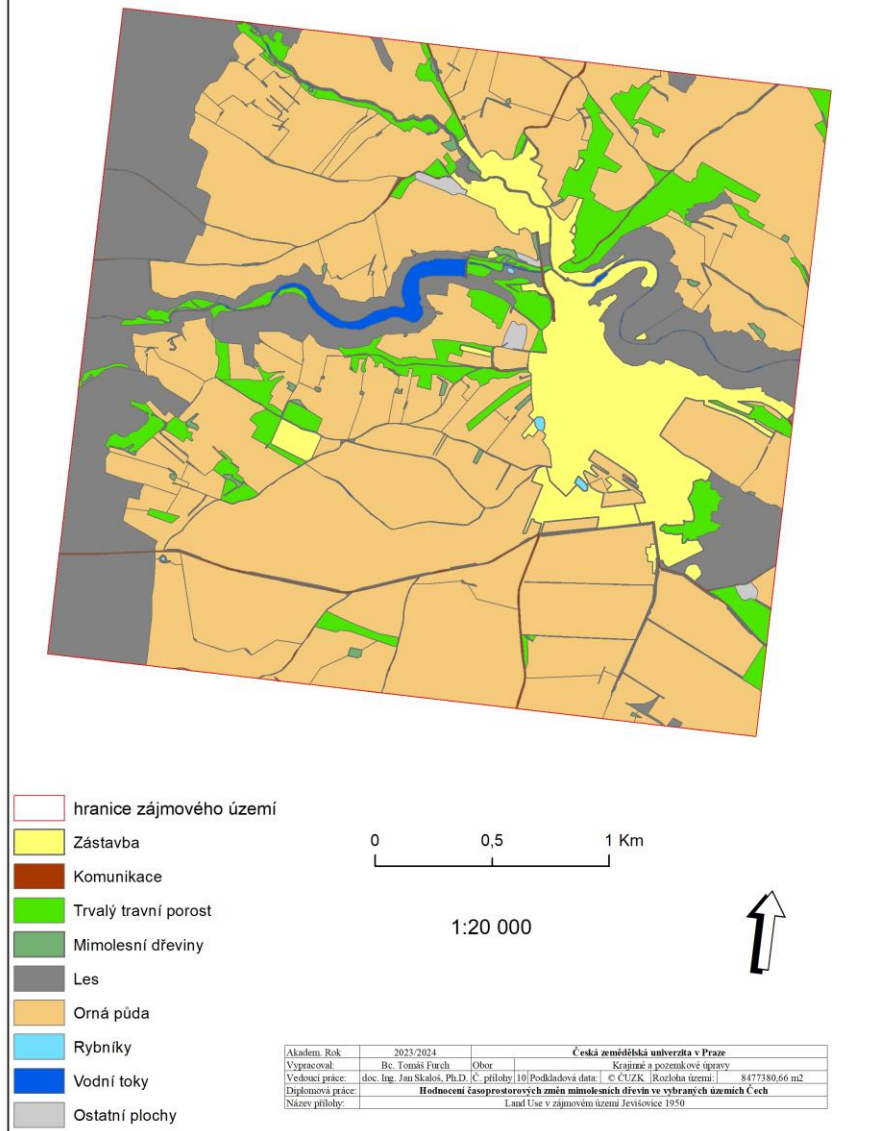 hranice zájmového území
Zástavba
Komunikace
Trvalý travní porost
Mimolesní dřeviny
Les
Orná půda
Rybníky
Vodní toky
Ostatní plochy
0 0,5 1 Km
1:20 000
Akadem. Rok 2023/2024 Česká zemědělská univerzita v Praze
Vypracoval: Bc. Tomáš Furch Obor Krajinné a pozemkové úpravy
Vedoucí práce: doc. Ing. Jan Skaloš, Ph.D. Č. přílohy 10 Podkladová data: © ČUZK Rozloha území: 8477380,66 m2
Diplomová práce: Hodnocení časoprostorových změn mimolesních dřevin ve vybraných územích Čech
Název přílohy: Land Use v zájmovém území Jevišovice 1950